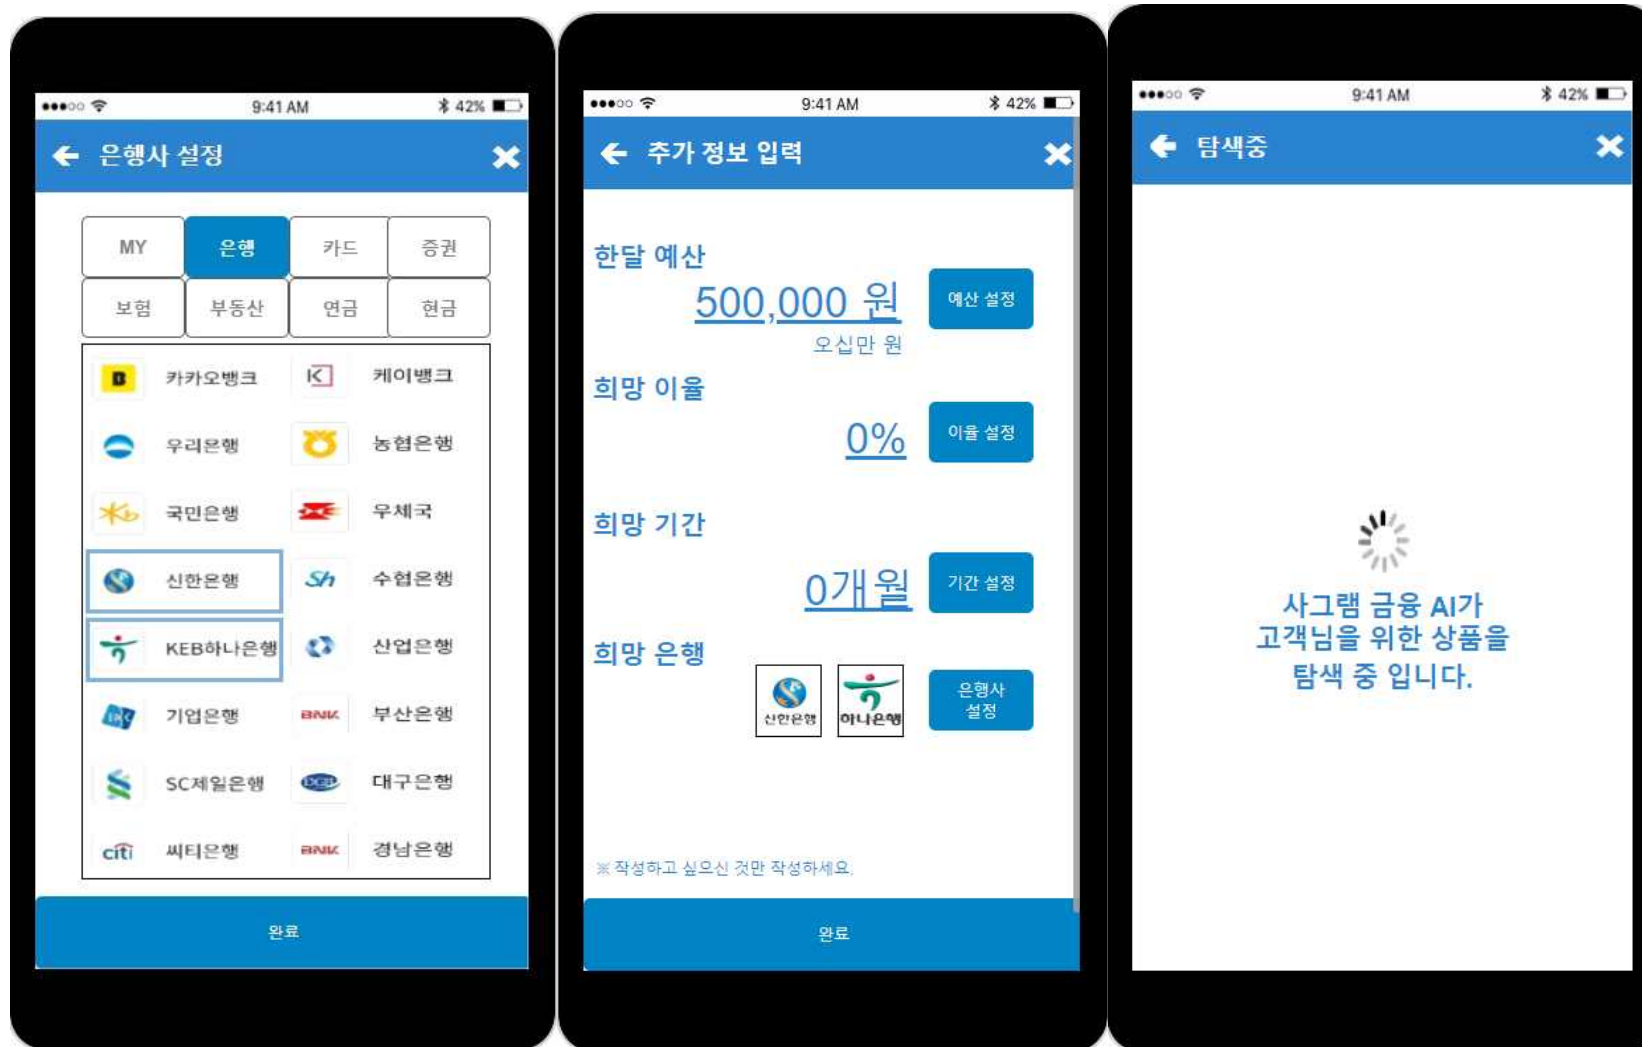 9:41 AM
42%
은행사 설정
MY
은행
카드
증권
보험
부동산
연금
현금
B
카카오뱅크
K
케이뱅크
우리은행
농협은행
Kb
국민은행
우체국
신한은행
Sh
수협은행
KEB하나은행
산업은행
IBK
기업은행
BNK
부산은행
SC제일은행
DGB
대구은행
citi
씨티은행
BNK
경남은행
완료
9:41 AM
42%
추가 정보 입력
한달 예산
500,000 원
예산 설정
오십만 원
희망 이율
0%
이율 설정
희망 기간
0개월
기간 설정
희망 은행
신한은행
하나은행
은행사
설정
※ 작성하고 싶으신 것만 작성하세요.
완료
9:41 AM
42%
탐색중
사그램 금융 AI가
고객님을 위한 상품을
탐색 중 입니다.